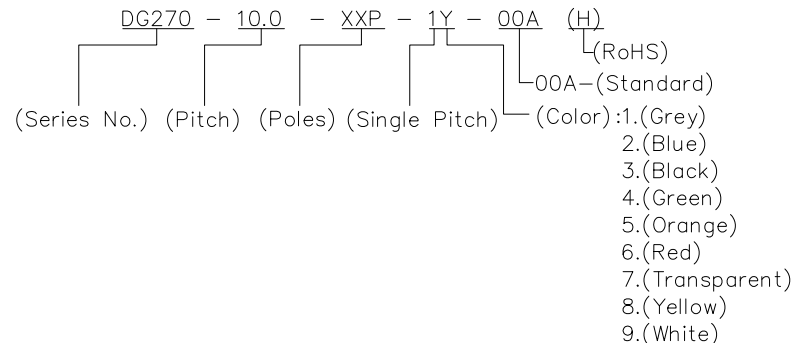 DG270 - 10.0 - XXP - 1Y - 00A (H)
(RoHS)
00A-(Standard)
(Series No.) (Pitch) (Poles) (Single Pitch) (Color):1.(Grey)
2.(Blue)
3.(Black)
4.(Green)
5.(Orange)
6.(Red)
7.(Transparent)
8.(Yellow)
9.(White)